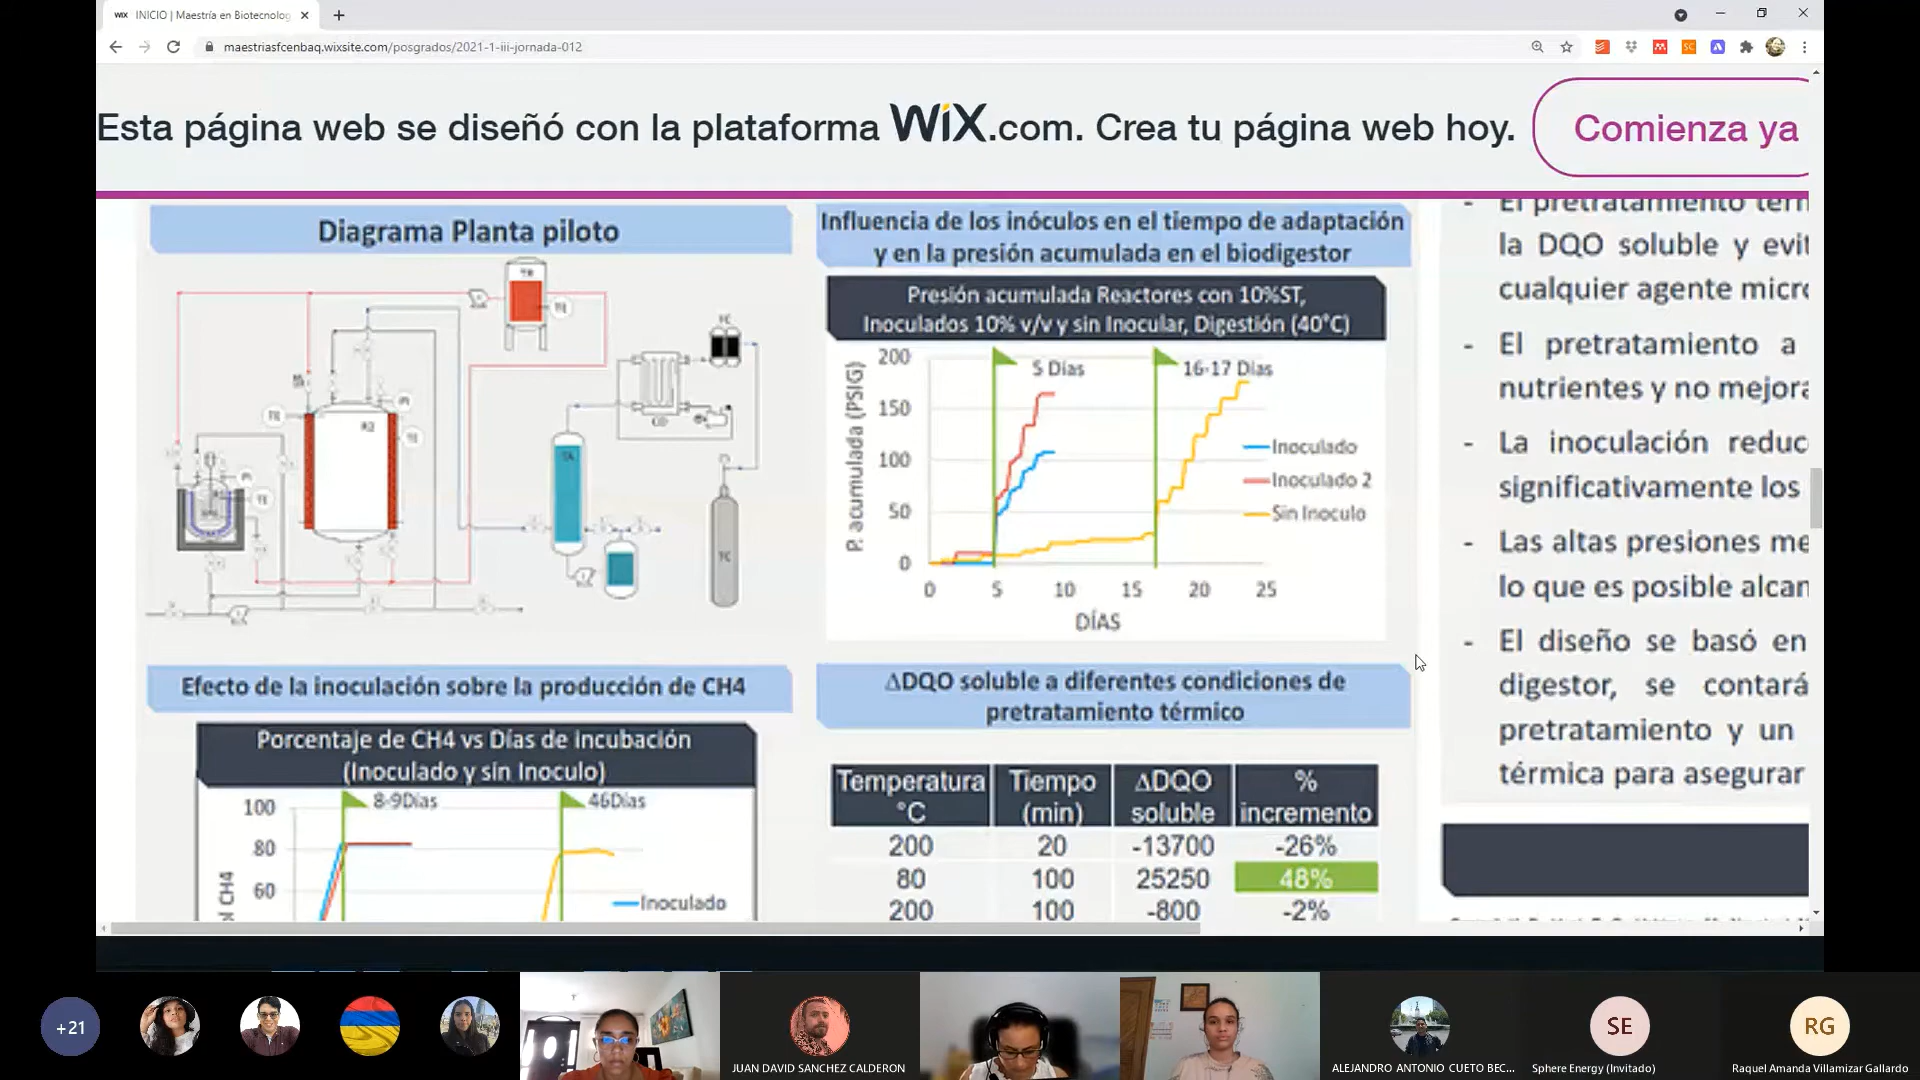 WIX INICIO | Maestría en Biotecnolog
maestriasfcenbaq.wixsite.com/posgrados/2021-1-iii-jornada-012
Esta página web se diseñó con la plataforma WiX.com. Crea tu página web hoy.
Comienza ya
Diagrama Planta piloto
R2
TA
TC
CD
Influencia de los inóculos en el tiempo de adaptación
y en la presión acumulada en el biodigestor
Presión acumulada Reactores con 10%ST,
Inoculados 10% v/v y sin Inocular, Digestión (40°C)
P. acumulada (PSIG)
200
150
100
50
0
5 Días
16-17 Días
Inoculado
Inoculado 2
Sin Inoculo
0 5 10 15 20 25
DÍAS
Efecto de la inoculación sobre la producción de CH4
Porcentaje de CH4 vs Días de Incubación
(Inoculado y sin Inoculo)
100
80
60
CH4
8-9Días
46Días
Inoculado
ΔDQO soluble a diferentes condiciones de
pretratamiento térmico
Temperatura °C Tiempo (min) ΔDQO soluble % incremento
200 20 -13700 -26%
80 100 25250 48%
200 100 -800 -2%
- El pretratamiento térm
la DQO soluble y evit
cualquier agente micro
- El pretratamiento a
nutrientes y no mejora
- La inoculación reduc
significativamente los
- Las altas presiones me
lo que es posible alcan
- El diseño se basó en
digestor, se contará
pretratamiento y un
térmica para asegurar
+21
JUAN DAVID SANCHEZ CALDERON
ALEJANDRO ANTONIO CUETO BEC...
SE
Sphere Energy (Invitado)
RG
Raquel Amanda Villamizar Gallardo